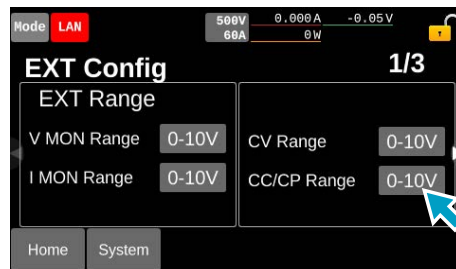 Mode LAN 500V 0.000A -0.05V
60A 0W
EXT Config 1/3
EXT Range
V MON Range 0-10V CV Range 0-10V
I MON Range 0-10V CC/CP Range 0-10V
Home System